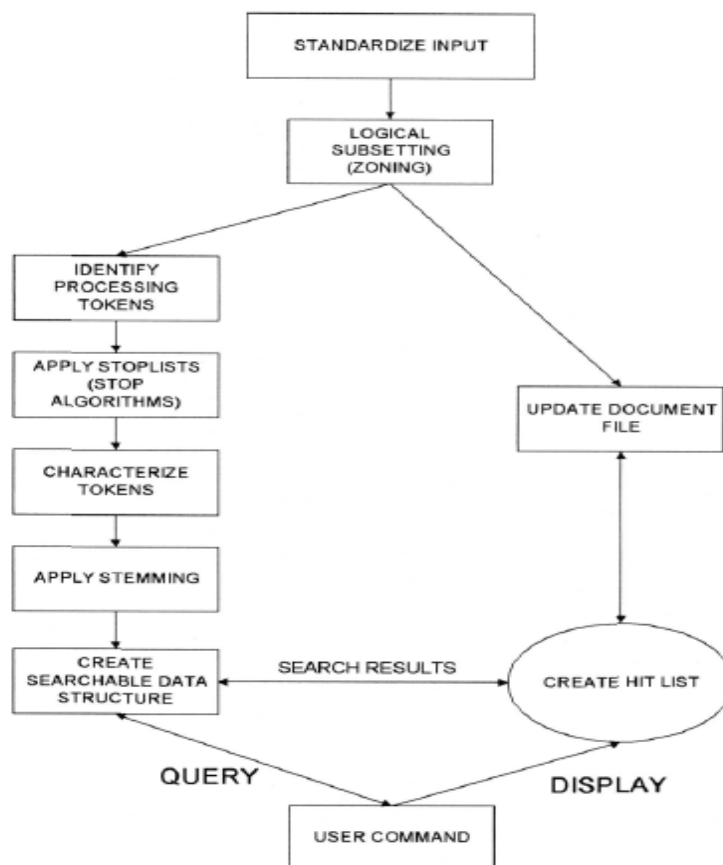 STANDARDIZE INPUT
LOGICAL
SUBSETTING
(ZONING)
IDENTIFY
PROCESSING
TOKENS
APPLY STOPLISTS
(STOP
ALGORITHMS)
UPDATE DOCUMENT
FILE
CHARACTERIZE
TOKENS
APPLY STEMMING
CREATE
SEARCHABLE DATA
STRUCTURE
SEARCH RESULTS
CREATE HIT LIST
QUERY
DISPLAY
USER COMMAND